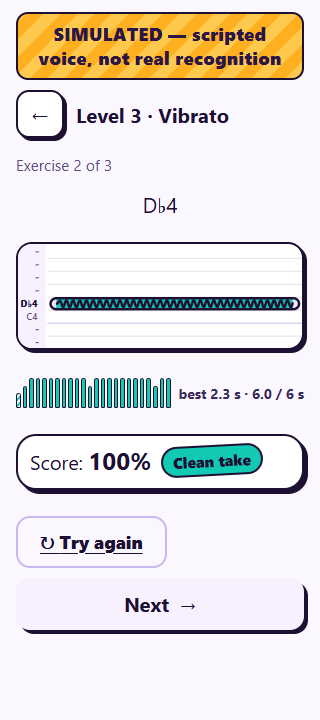 SIMULATED — scripted
voice, not real recognition
←
Level 3 · Vibrato
Exercise 2 of 3
D♭4
D♭4
C4
best 2.3 s · 6.0 / 6 s
Score: 100% Clean take
↻ Try again
Next →